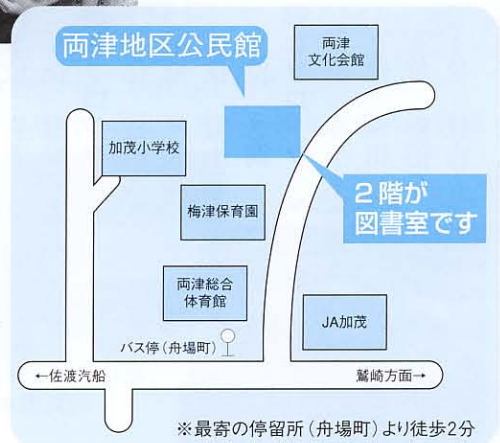 両津地区公民館
両津
文化会館
加茂小学校
梅津保育園
2階が
図書室です
両津総合
体育館
JA加茂
バス停(舟場町)
←佐渡汽船
鷲崎方面→
※最寄の停留所(舟場町)より徒歩2分